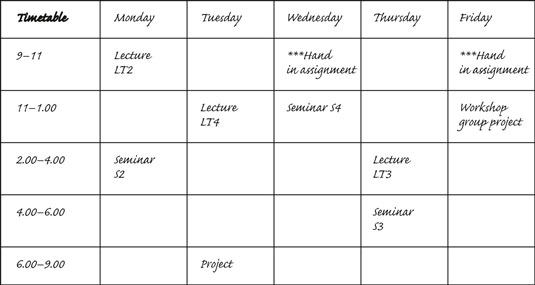 Timetable Monday Tuesday Wednesday Thursday Friday
9–11 Lecture LT2 ***Hand in assignment ***Hand in assignment
11–1.00 Lecture LT4 Seminar S4 Workshop group project
2.00–4.00 Seminar S2 Lecture LT3
4.00–6.00 Seminar S3
6.00–9.00 Project